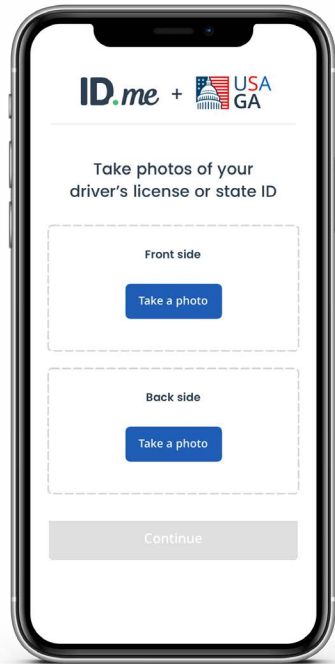 ID.me + USA
GA
Take photos of your
driver's license or state ID
Front side
Take a photo
Back side
Take a photo
Continue